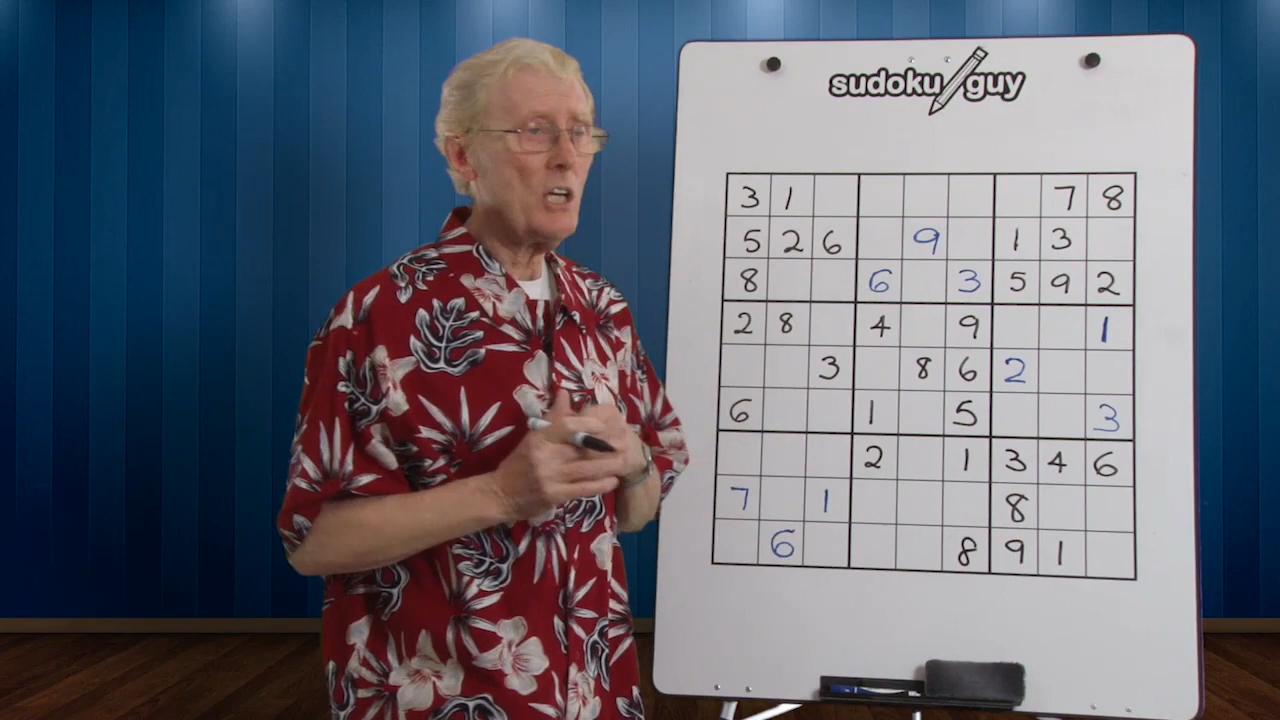 sudoku guy
3 1 7 8
5 2 6 9 1 3
8 6 3 5 9 2
2 8 4 9 1
3 8 6 2
6 1 5 3
2 1 3 4 6
7 1 8
6 8 9 1